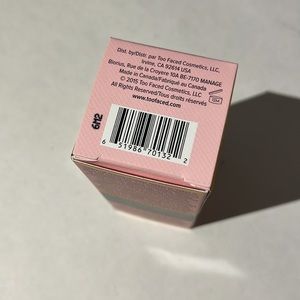 Dist. by/Distr. par Too Faced Cosmetics, LLC,
Irvine, CA 92614 USA
Biorius, Rue de la Croyere 10A BE-7170 MANAGE
Made in Canada/Fabriqué au Canada
© 2015 Too Faced Cosmetics, LLC
All Rights Reserved/Tous droits réservés
www.toofaced.com
12M
6 51986 70132 2